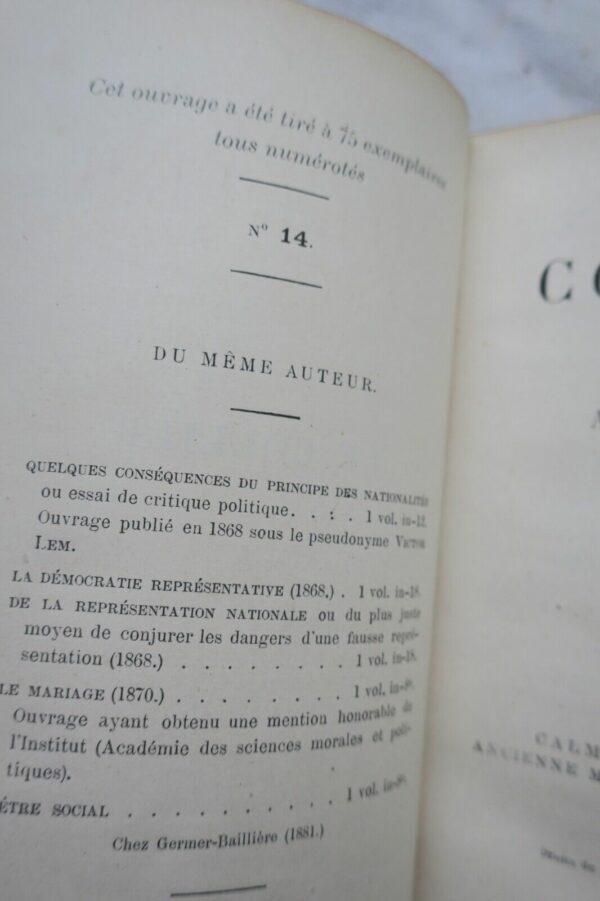 Cet ouvrage a été tiré à 75 exemplaires
tous numérotés
N° 14.
DU MÊME AUTEUR.
QUELQUES CONSÉQUENCES DU PRINCIPE DES NATIONALITÉS
ou essai de critique politique. . : . 1 vol. in-12.
Ouvrage publié en 1868 sous le pseudonyme VICTOR
LEM.
LA DÉMOCRATIE REPRÉSENTATIVE (1868.) . 1 vol. in-18.
DE LA REPRÉSENTATION NATIONALE ou du plus juste
moyen de conjurer les dangers d'une fausse repré-
sentation (1868.) . . . . . . . . 1 vol. in-18.
LE MARIAGE (1870.) . . . . . . . . 1 vol. in-8°.
Ouvrage ayant obtenu une mention honorable de
l'Institut (Académie des sciences morales et poli-
tiques).
ÊTRE SOCIAL . . . . . . . . . . 1 vol. in-8°.
Chez Germer-Baillière (1881.)
CO
CALM
ANCIENNE M